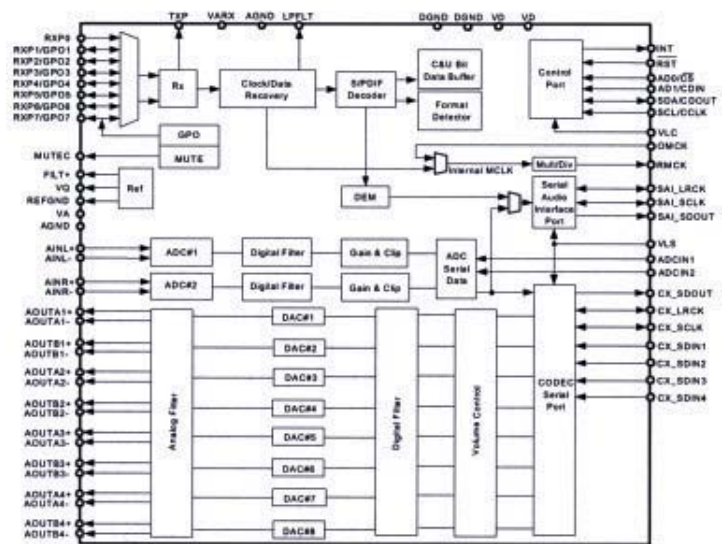 TXP VARX AGND LPFLT DGND DGND VD VD
RXP0
RXP1/GPO1
RXP2/GPO2
RXP3/GPO3
RXP4/GPO4
RXP5/GPO5
RXP6/GPO6
RXP7/GPO7
Rx
Clock/Data
Recovery
S/PDIF
Decoder
C&U Bit
Data Buffer
Format
Detector
Control
Port
INT
RST
AD0/CS
AD1/CDIN
SDA/CDOUT
SCL/CCLK
VLC
OMCK
RMCK
GPO
MUTE
MUTEC
FILT+
VQ
REFGND
Ref
VA
AGND
Internal MCLK
Mult/Div
DEM
Serial
Audio
Interface
Port
SAI_LRCK
SAI_SCLK
SAI_SDOUT
VLS
AINL+
AINL-
ADC#1
Digital Filter
Gain & Clip
AINR+
AINR-
ADC#2
Digital Filter
Gain & Clip
ADC
Serial
Data
ADCIN1
ADCIN2
CX_SDOUT
CX_LRCK
CX_SCLK
CX_SDIN1
CX_SDIN2
CX_SDIN3
CX_SDIN4
AOUTA1+
AOUTA1-
AOUTB1+
AOUTB1-
AOUTA2+
AOUTA2-
AOUTB2+
AOUTB2-
AOUTA3+
AOUTA3-
AOUTB3+
AOUTB3-
AOUTA4+
AOUTA4-
AOUTB4+
AOUTB4-
Analog Filter
DAC#1
DAC#2
DAC#3
DAC#4
DAC#5
DAC#6
DAC#7
DAC#8
Digital Filter
Volume Control
CODEC
Serial
Port